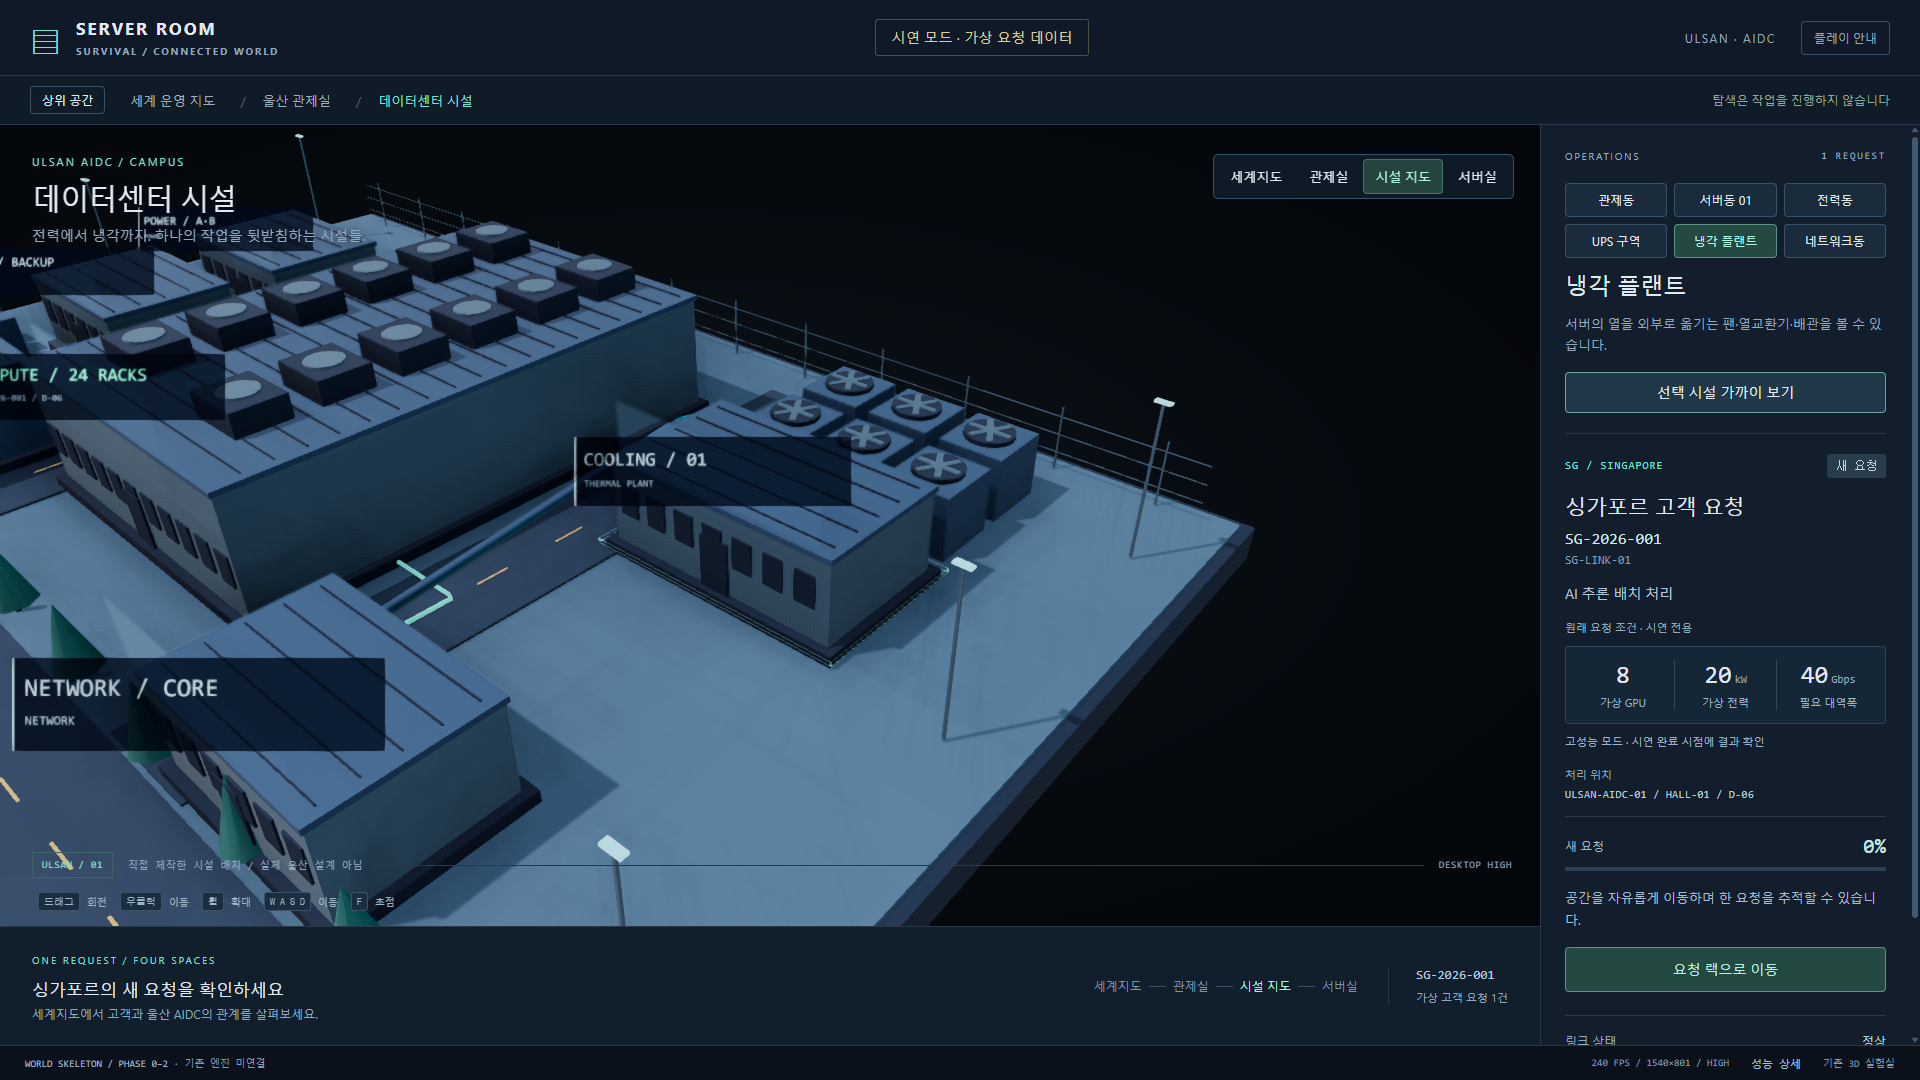 SERVER ROOM
SURVIVAL / CONNECTED WORLD
시연 모드 · 가상 요청 데이터
ULSAN · AIDC
플레이 안내
상위 공간
세계 운영 지도 / 울산 관제실 / 데이터센터 시설
탐색은 작업을 진행하지 않습니다
ULSAN AIDC / CAMPUS
데이터센터 시설
전력에서 냉각까지. 하나의 작업을 뒷받침하는 시설들.
세계지도
관제실
시설 지도
서버실
POWER / A·B
/ BACKUP
PUTE / 24 RACKS
6-001 / D-06
COOLING / 01
THERMAL PLANT
NETWORK / CORE
NETWORK
ULSAN / 01
직접 제작한 시설 배치 / 실제 울산 설계 아님
DESKTOP HIGH
드래그 회전 우클릭 이동 휠 확대 W A S D 이동 F 초점
OPERATIONS
1 REQUEST
관제동
서버동 01
전력동
UPS 구역
냉각 플랜트
네트워크동
냉각 플랜트
서버의 열을 외부로 옮기는 팬·열교환기·배관을 볼 수 있
습니다.
선택 시설 가까이 보기
SG / SINGAPORE
새 요청
싱가포르 고객 요청
SG-2026-001
SG-LINK-01
AI 추론 배치 처리
원래 요청 조건 · 시연 전용
8
가상 GPU
20 kW
가상 전력
40 Gbps
필요 대역폭
고성능 모드 · 시연 완료 시점에 결과 확인
처리 위치
ULSAN-AIDC-01 / HALL-01 / D-06
새 요청
0%
공간을 자유롭게 이동하며 한 요청을 추적할 수 있습니
다.
요청 랙으로 이동
링크 상태
정상
ONE REQUEST / FOUR SPACES
싱가포르의 새 요청을 확인하세요
세계지도에서 고객과 울산 AIDC의 관계를 살펴보세요.
세계지도 — 관제실 — 시설 지도 — 서버실
SG-2026-001
가상 고객 요청 1건
WORLD SKELETON / PHASE 0-2 · 기존 엔진 미연결
240 FPS / 1540×801 / HIGH
성능 상세
기존 3D 실험실